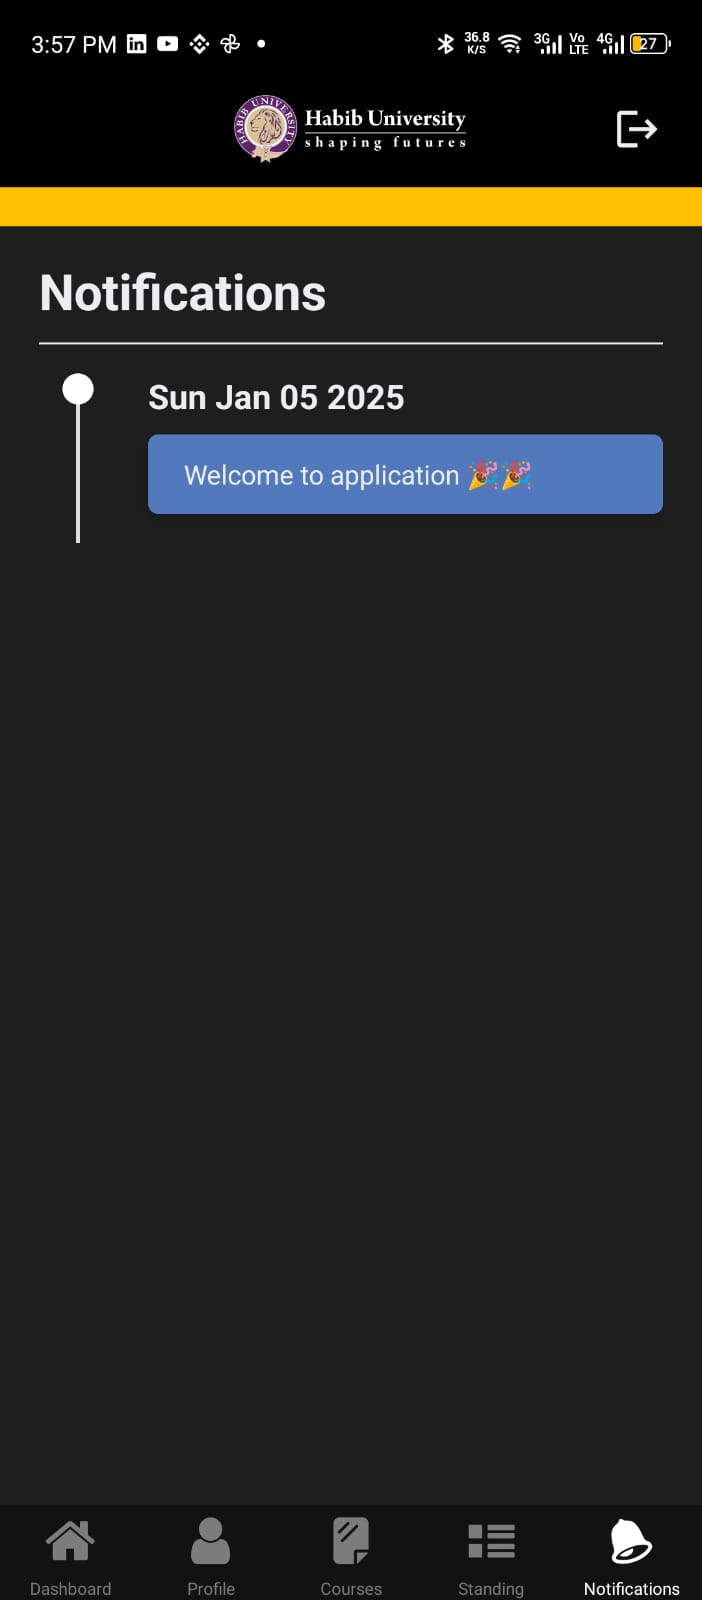 3:57 PM
36.8 K/S 3G Vo LTE 4G 27
HABIB UNIVERSITY
Habib University
shaping futures
Notifications
Sun Jan 05 2025
Welcome to application 🎉🎉
Dashboard Profile Courses Standing Notifications